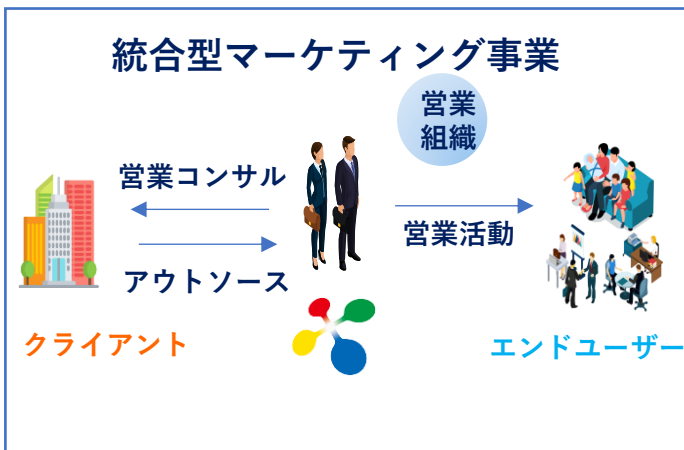 統合型マーケティング事業
営業
組織
営業コンサル
営業活動
アウトソース
クライアント
エンドユーザー